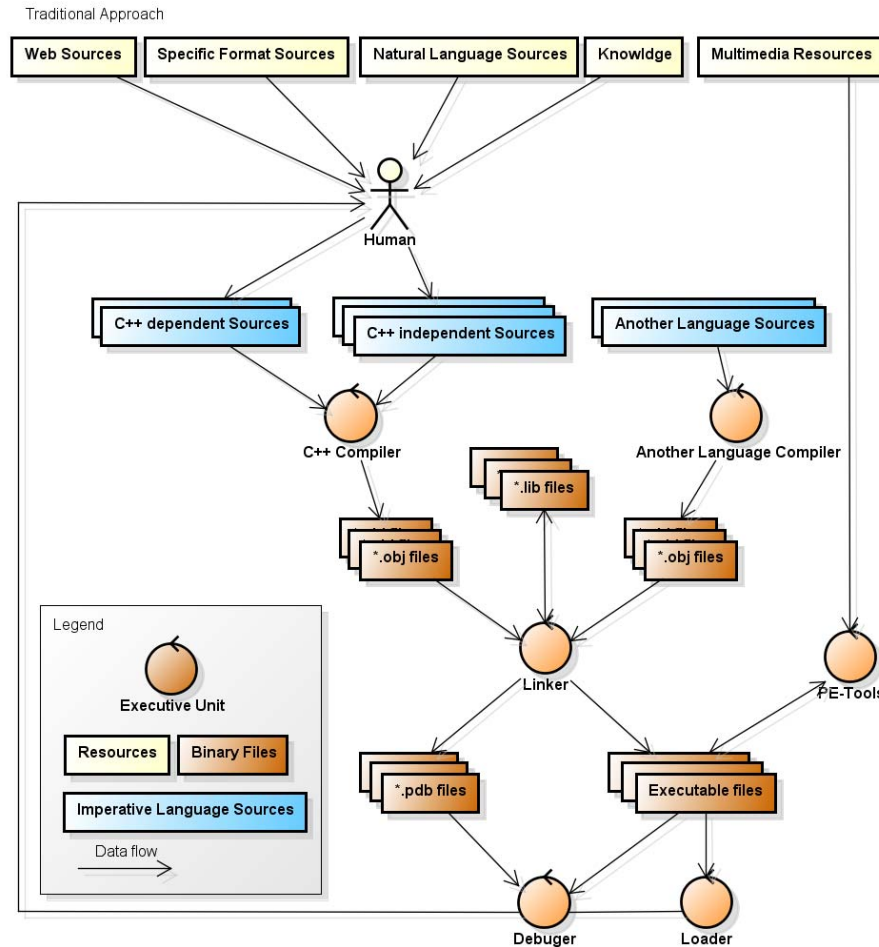 Traditional Approach
Web Sources
Specific Format Sources
Natural Language Sources
Knowldge
Multimedia Resources
Human
C++ dependent Sources
C++ independent Sources
Another Language Sources
C++ Compiler
Another Language Compiler
*.lib files
*.obj files
*.obj files
Linker
PE-Tools
*.pdb files
Executable files
Debuger
Loader
Legend
Executive Unit
Resources
Binary Files
Imperative Language Sources
Data flow